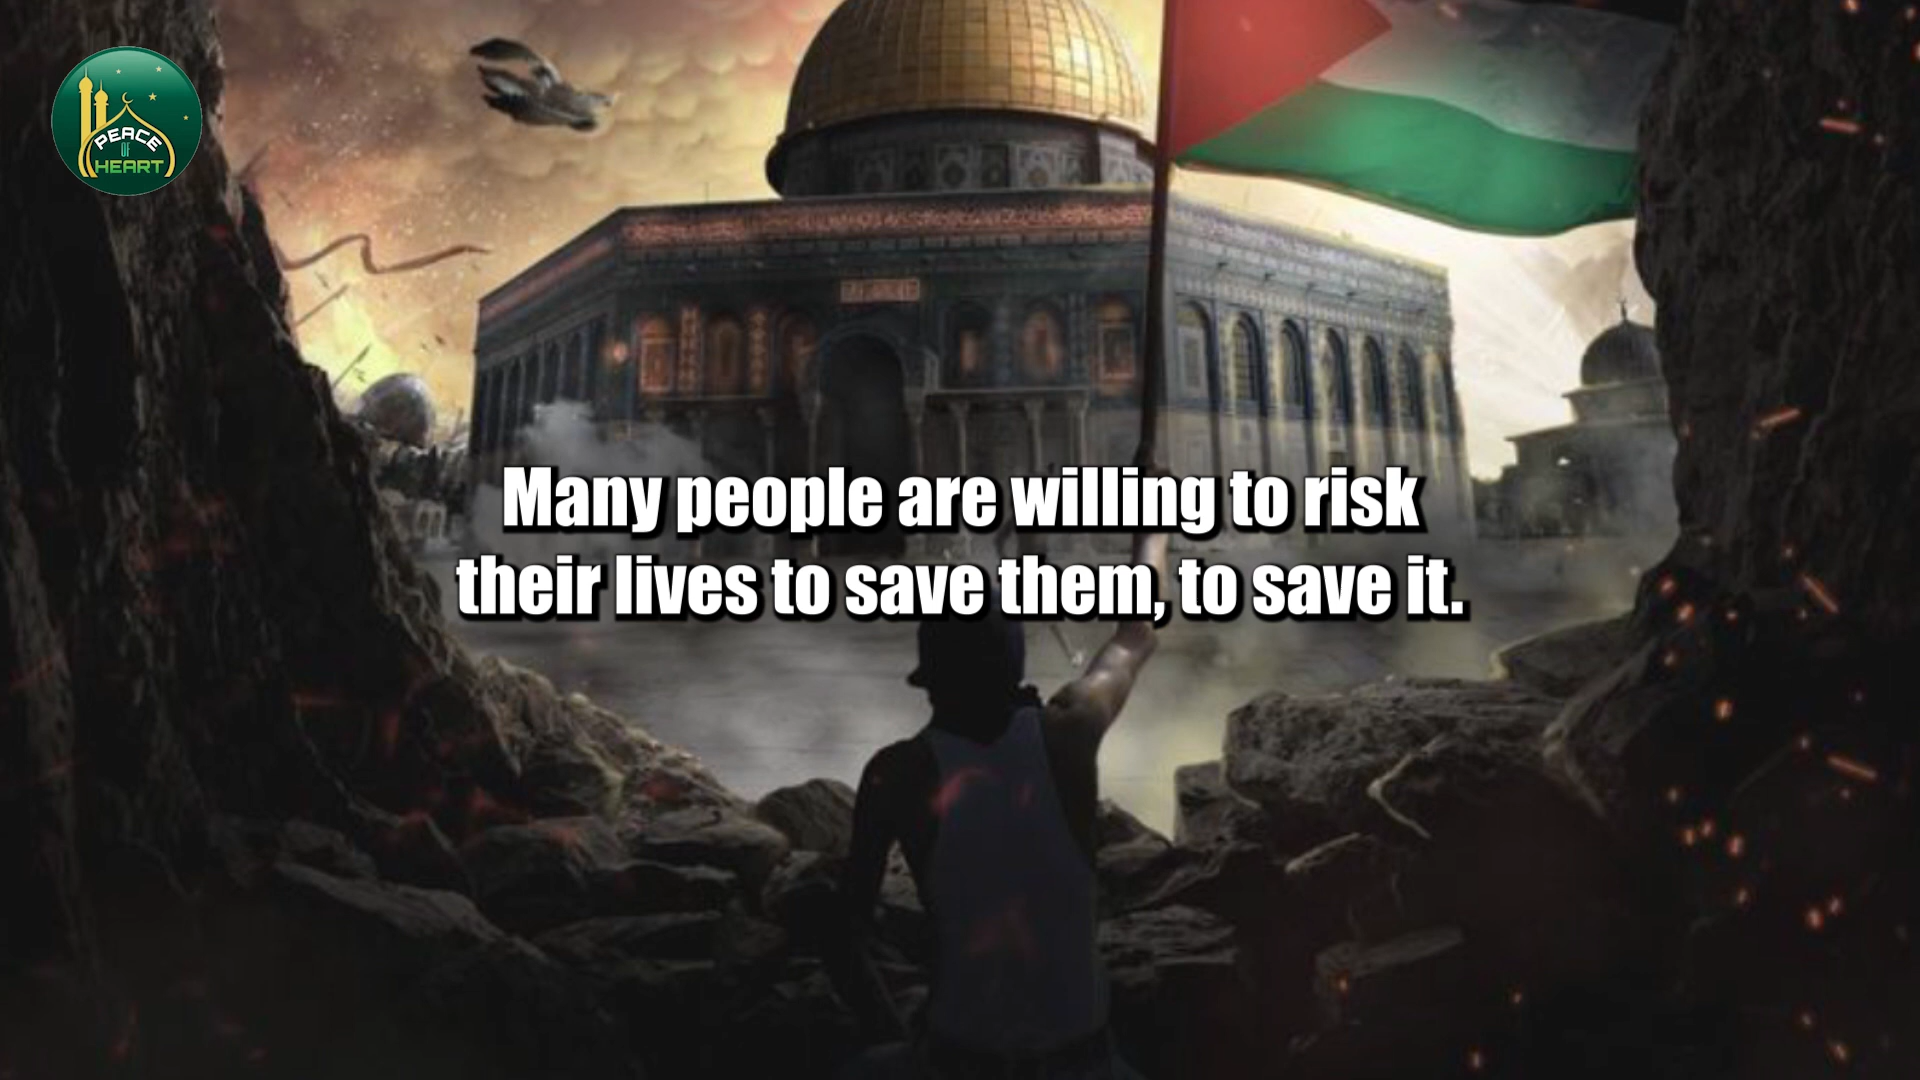 PEACE
OF
HEART
Many people are willing to risk
their lives to save them, to save it.